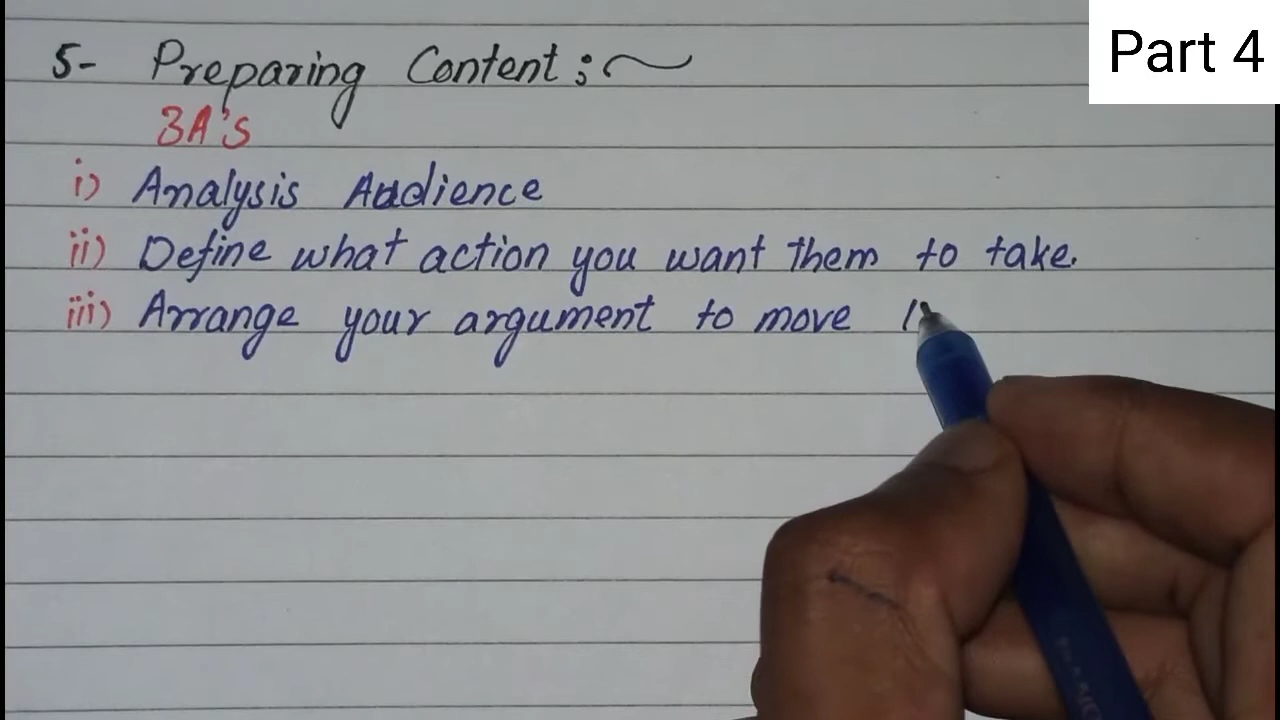 Part 4
5- Preparing Content :~
3A's
i) Analysis Audience
ii) Define what action you want them to take.
iii) Arrange your argument to move